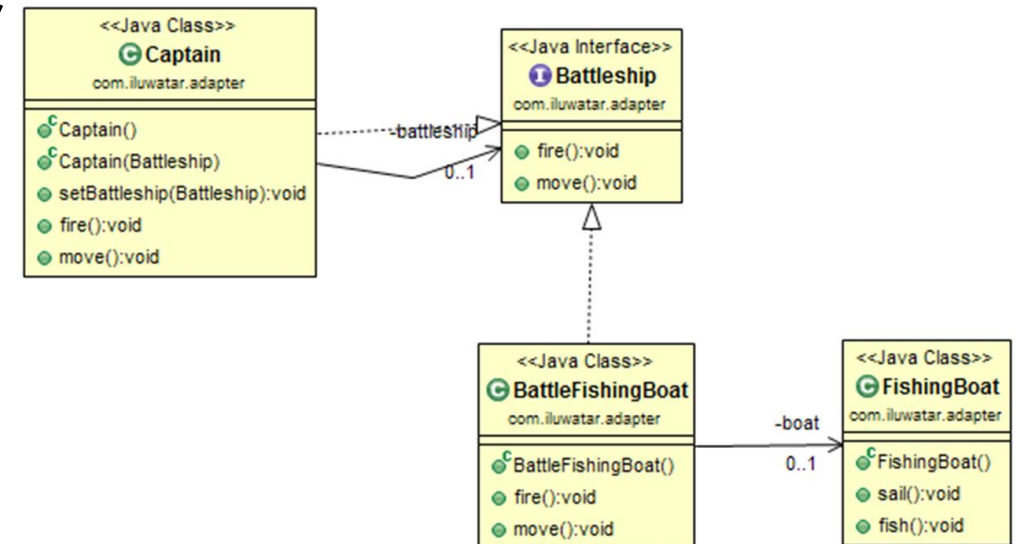 <<Java Class>>
Captain
com.iluwatar.adapter
Captain()
Captain(Battleship)
setBattleship(Battleship):void
fire():void
move():void
-battleship
0..1
<<Java Interface>>
Battleship
com.iluwatar.adapter
fire():void
move():void
<<Java Class>>
BattleFishingBoat
com.iluwatar.adapter
BattleFishingBoat()
fire():void
move():void
-boat
0..1
<<Java Class>>
FishingBoat
com.iluwatar.adapter
FishingBoat()
sail():void
fish():void